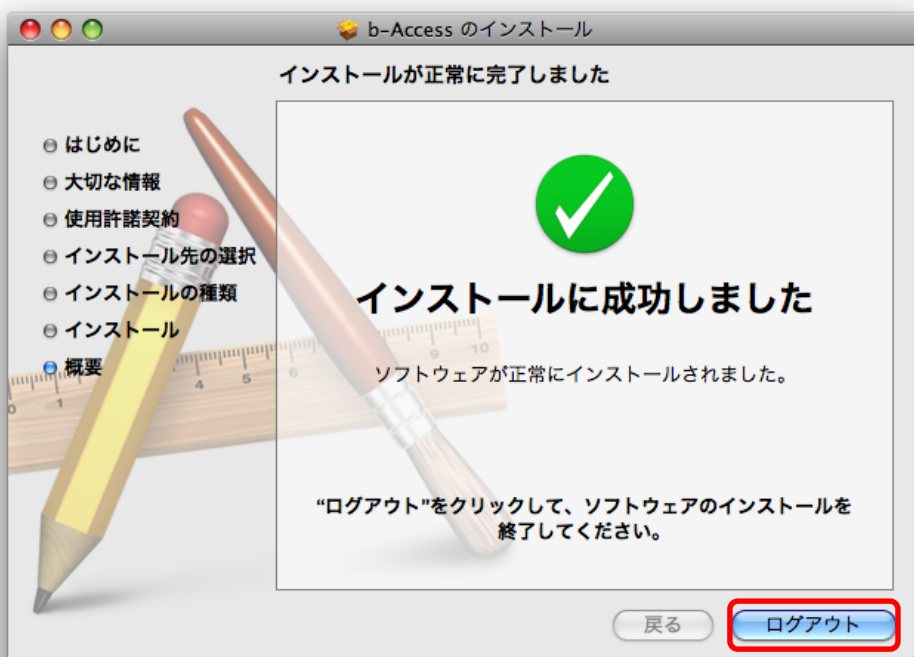 b-Access のインストール
インストールが正常に完了しました
はじめに
大切な情報
使用許諾契約
インストール先の選択
インストールの種類
インストール
概要
インストールに成功しました
ソフトウェアが正常にインストールされました。
“ログアウト”をクリックして、ソフトウェアのインストールを
終了してください。
0 1 4 5 6 9 10
戻る
ログアウト